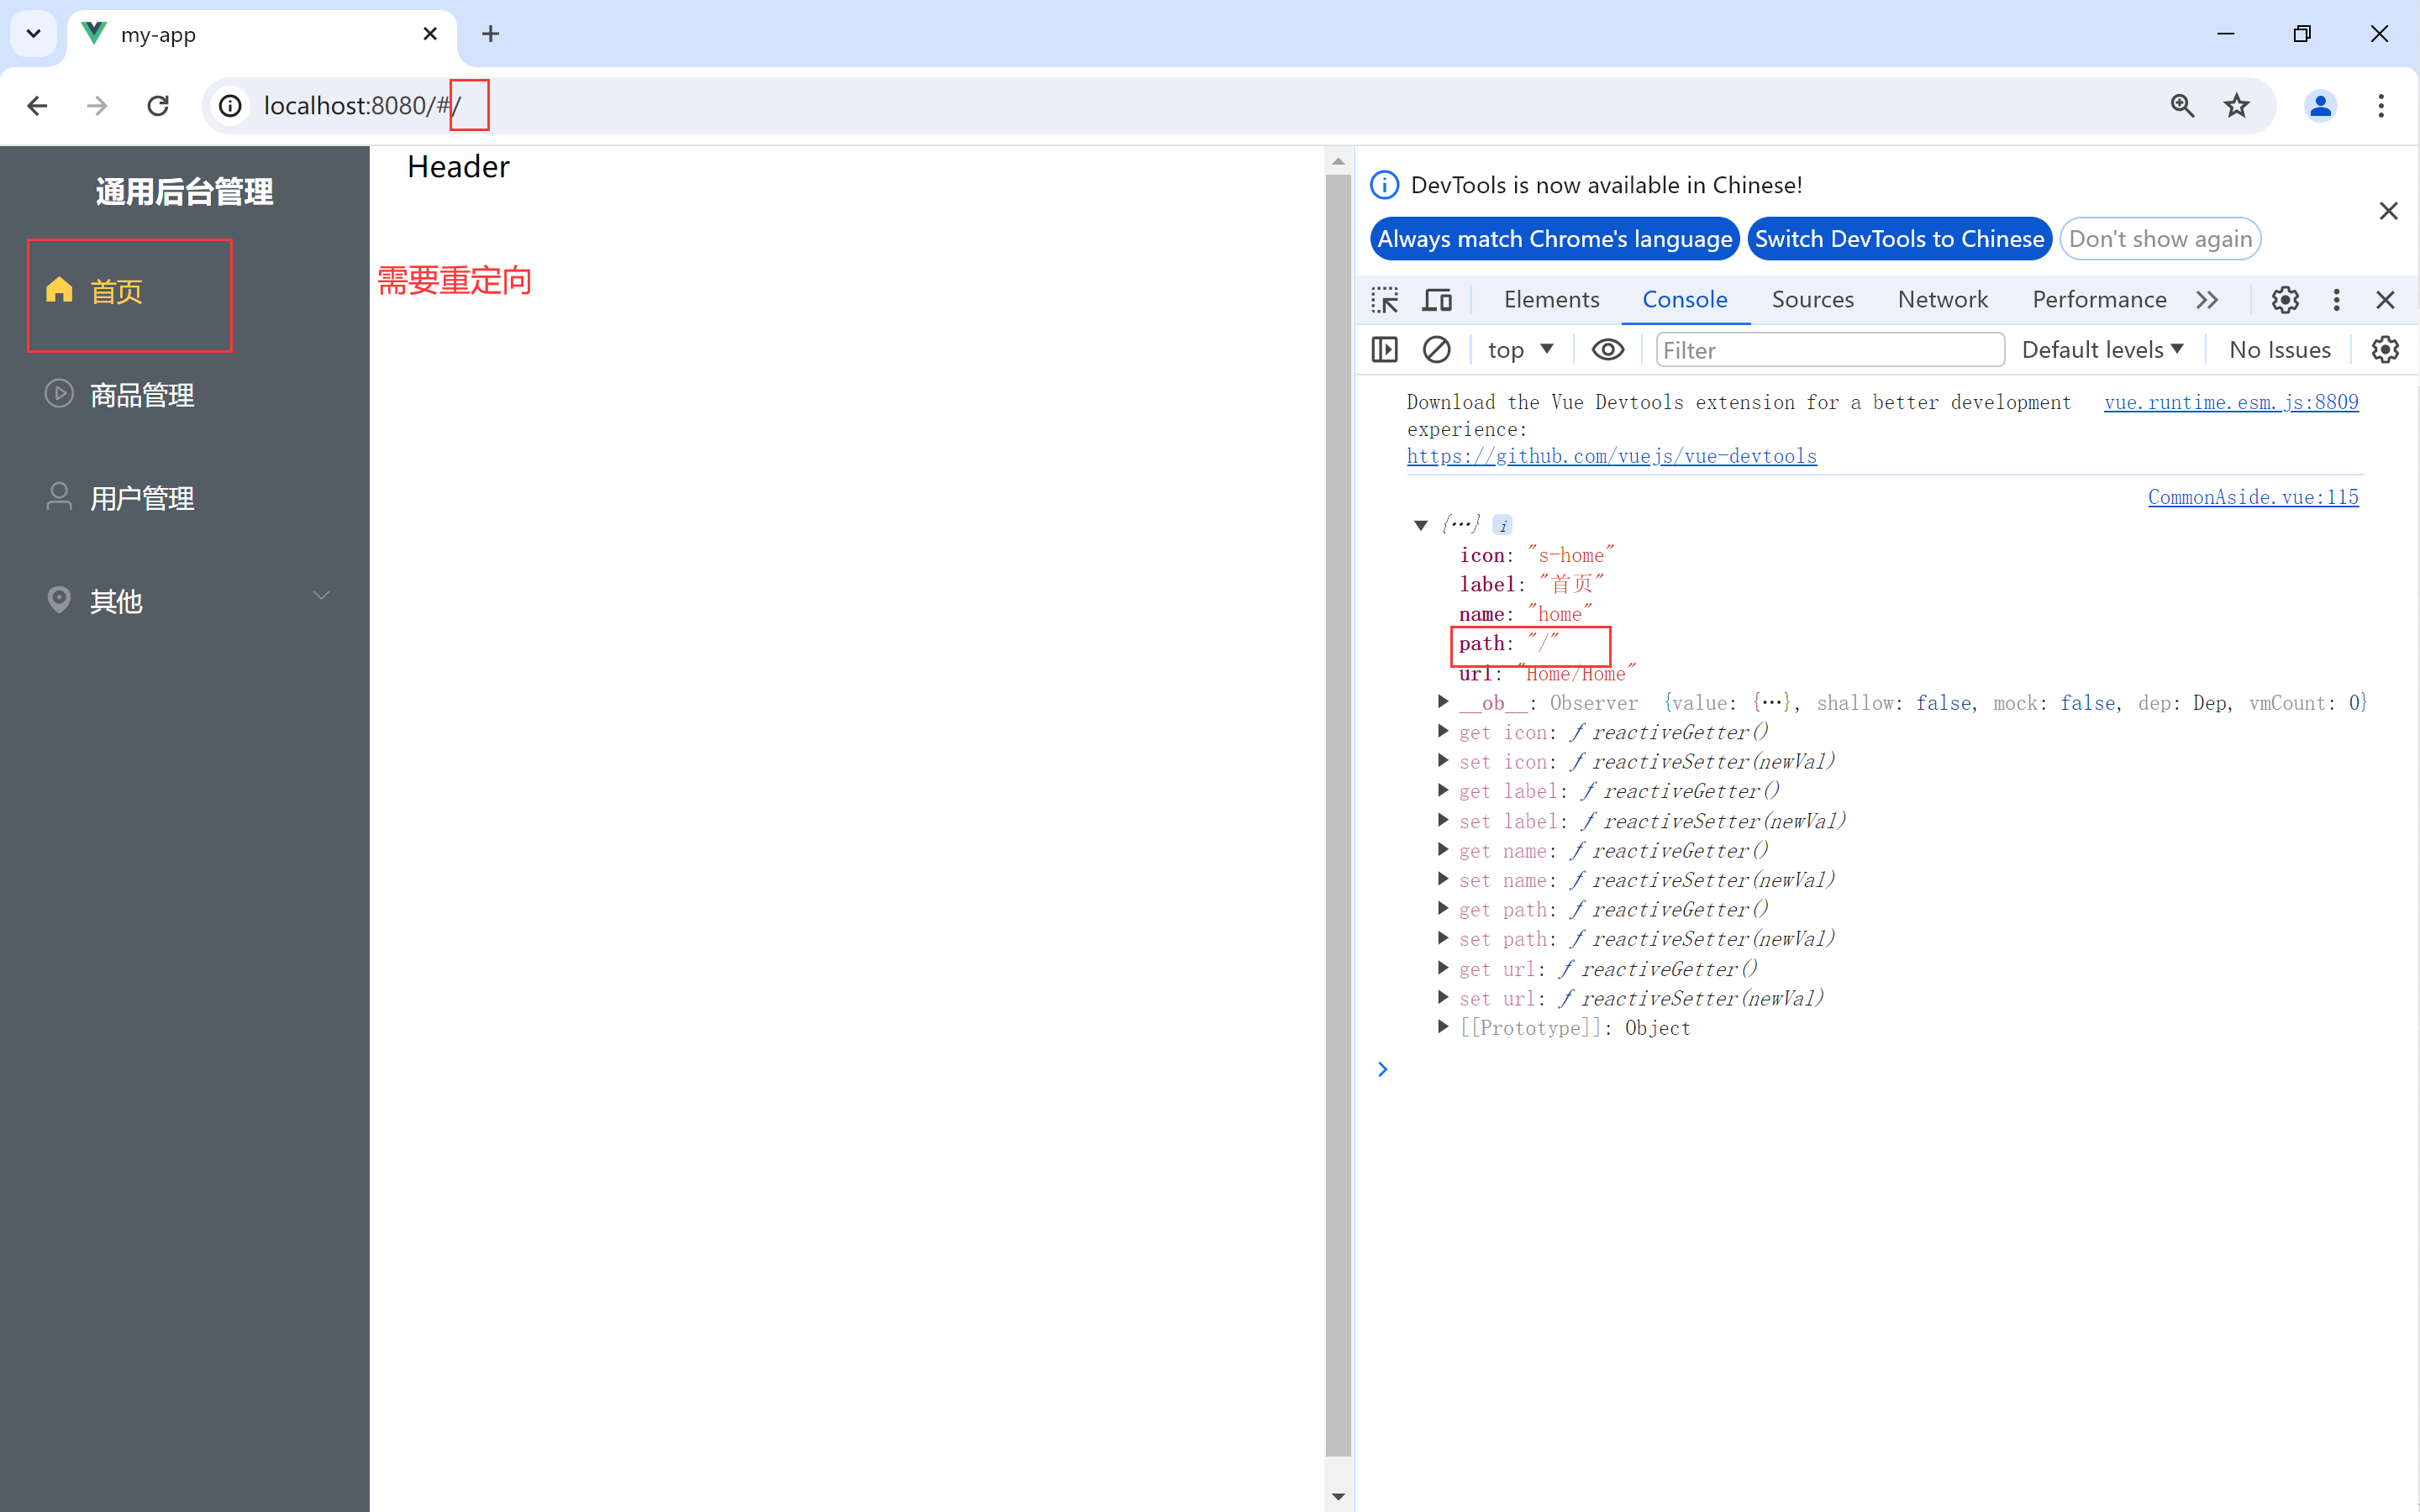 my-app
localhost:8080/#/
通用后台管理
首页
商品管理
用户管理
其他
Header
需要重定向
DevTools is now available in Chinese!
Always match Chrome's language
Switch DevTools to Chinese
Don't show again
Elements
Console
Sources
Network
Performance
top
Filter
Default levels
No Issues
Download the Vue Devtools extension for a better development vue.runtime.esm.js:8809
experience:
https://github.com/vuejs/vue-devtools
CommonAside.vue:115
{…} i
icon: "s-home"
label: "首页"
name: "home"
path: "/"
url: "Home/Home"
__ob__: Observer {value: {…}, shallow: false, mock: false, dep: Dep, vmCount: 0}
get icon: ƒ reactiveGetter()
set icon: ƒ reactiveSetter(newVal)
get label: ƒ reactiveGetter()
set label: ƒ reactiveSetter(newVal)
get name: ƒ reactiveGetter()
set name: ƒ reactiveSetter(newVal)
get path: ƒ reactiveGetter()
set path: ƒ reactiveSetter(newVal)
get url: ƒ reactiveGetter()
set url: ƒ reactiveSetter(newVal)
[[Prototype]]: Object